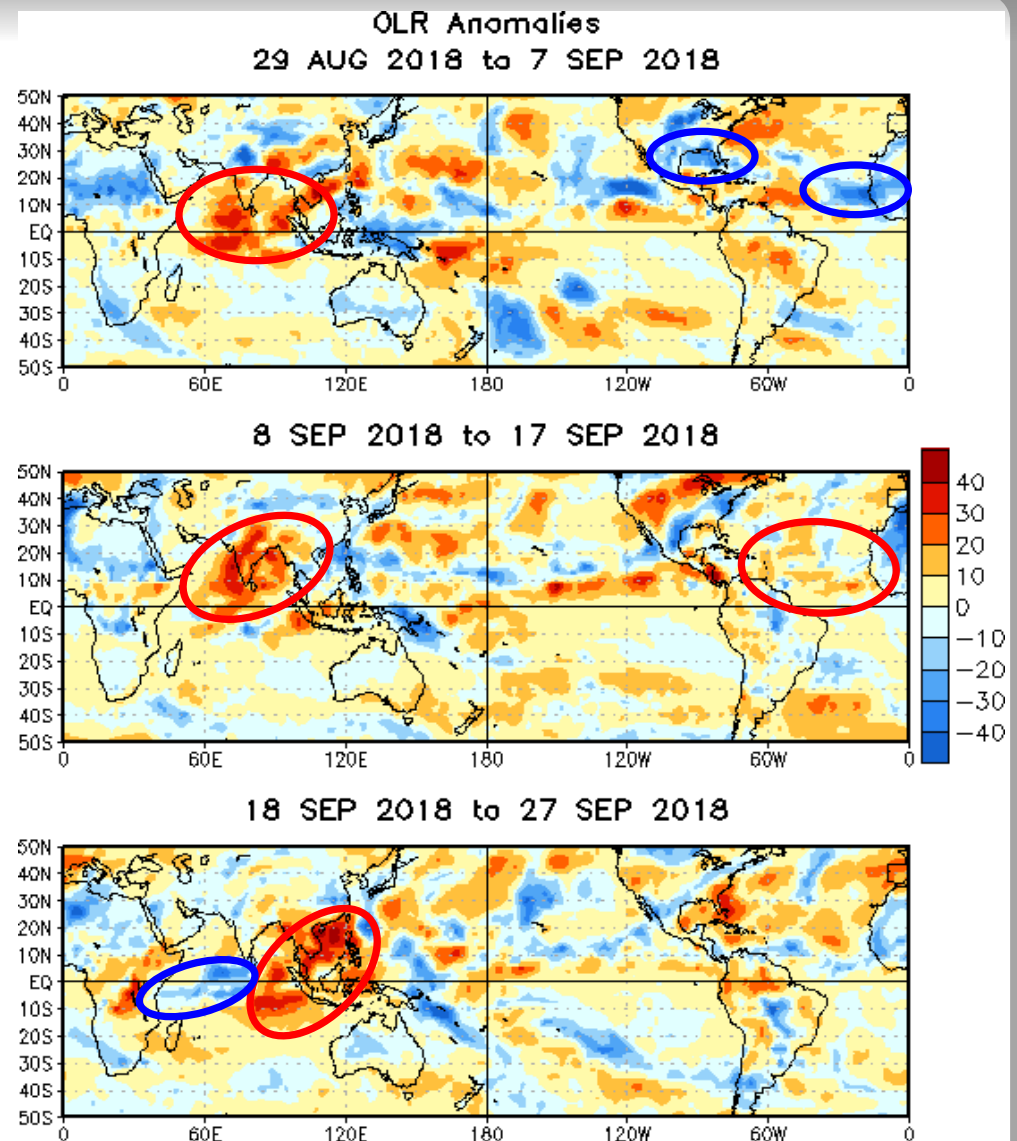 OLR Anomalies
29 AUG 2018 to 7 SEP 2018
50N
40N
30N
20N
10N
EQ
10S
20S
30S
40S
50S
0 60E 120E 180 120W 60W 0
8 SEP 2018 to 17 SEP 2018
50N
40N
30N
20N
10N
EQ
10S
20S
30S
40S
50S
0 60E 120E 180 120W 60W 0
40
30
20
10
0
-10
-20
-30
-40
18 SEP 2018 to 27 SEP 2018
50N
40N
30N
20N
10N
EQ
10S
20S
30S
40S
50S
0 60E 120E 180 120W 60W 0